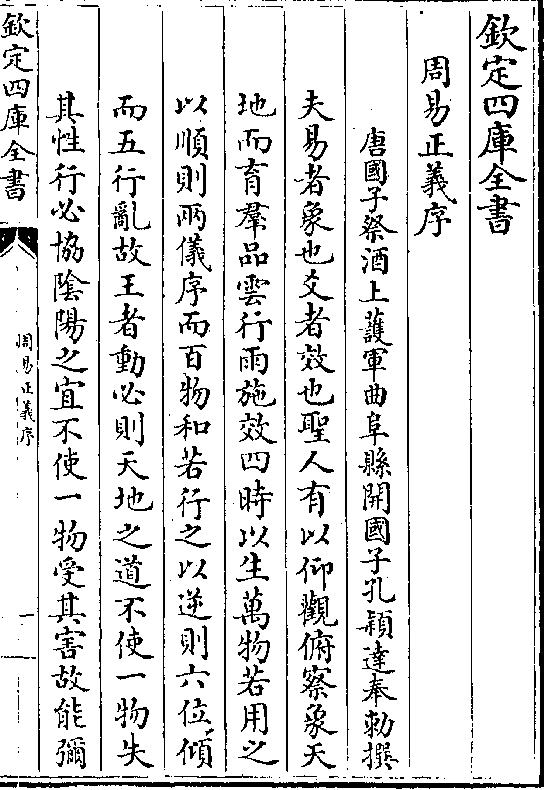 欽定四庫全書
周易正義序
唐國子祭酒上護軍曲阜縣開國子孔穎達奉勅撰
夫易者象也爻者效也聖人有以仰觀俯察象天
地而育羣品雲行雨施效四時以生萬物若用之
以順則兩儀序而百物和若行之以逆則六位傾
而五行亂故王者動必則天地之道不使一物失
其性行必協隂陽之宜不使一物受其害故能彌
欽定四庫全書
周易正義序
一